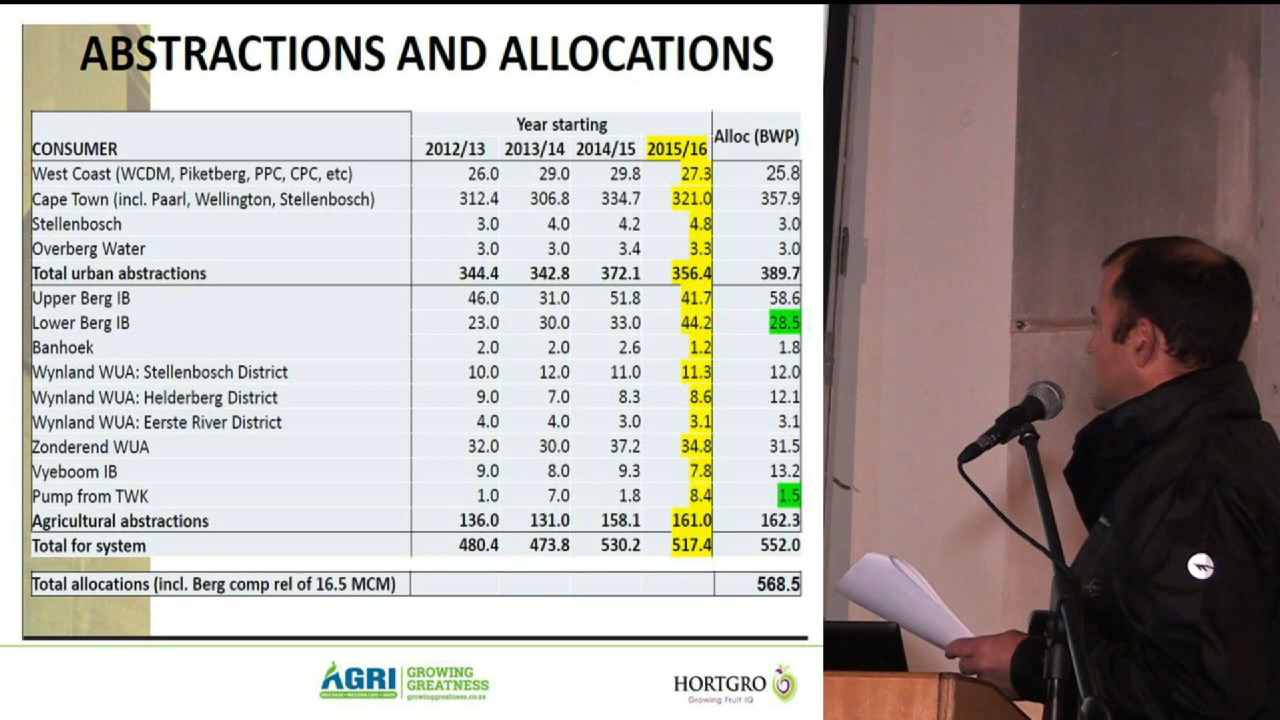 ABSTRACTIONS AND ALLOCATIONS
Year starting
CONSUMER 2012/13 2013/14 2014/15 2015/16 Alloc (BWP)
West Coast (WCDM, Piketberg, PPC, CPC, etc) 26.0 29.0 29.8 27.3 25.8
Cape Town (incl. Paarl, Wellington, Stellenbosch) 312.4 306.8 334.7 321.0 357.9
Stellenbosch 3.0 4.0 4.2 4.8 3.0
Overberg Water 3.0 3.0 3.4 3.3 3.0
Total urban abstractions 344.4 342.8 372.1 356.4 389.7
Upper Berg IB 46.0 31.0 51.8 41.7 58.6
Lower Berg IB 23.0 30.0 33.0 44.2 28.5
Banhoek 2.0 2.0 2.6 1.2 1.8
Wynland WUA: Stellenbosch District 10.0 12.0 11.0 11.3 12.0
Wynland WUA: Helderberg District 9.0 7.0 8.3 8.6 12.1
Wynland WUA: Eerste River District 4.0 4.0 3.0 3.1 3.1
Zonderend WUA 32.0 30.0 37.2 34.8 31.5
Vyeboom IB 9.0 8.0 9.3 7.8 13.2
Pump from TWK 1.0 7.0 1.8 8.4 1.5
Agricultural abstractions 136.0 131.0 158.1 161.0 162.3
Total for system 480.4 473.8 530.2 517.4 552.0
Total allocations (incl. Berg comp rel of 16.5 MCM) 568.5
AGRI GROWING
GREATNESS
growinggreatness.co.za
HORTGRO
Growing Fruit IQ